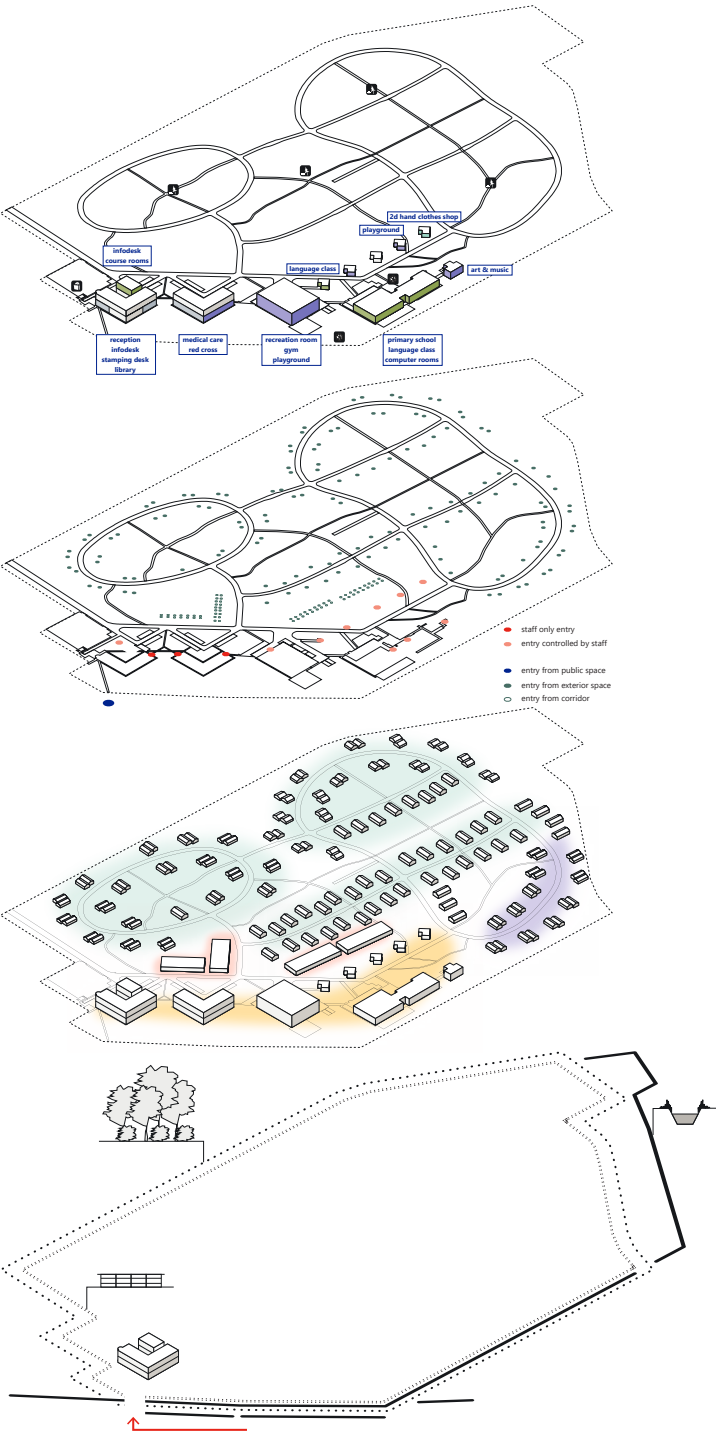 2d hand clothes shop
playground
infodesk
course rooms
language class
art & music
reception
infodesk
stamping desk
library
medical care
red cross
recreation room
gym
playground
primary school
language class
computer rooms
staff only entry
entry controlled by staff
entry from public space
entry from exterior space
entry from corridor